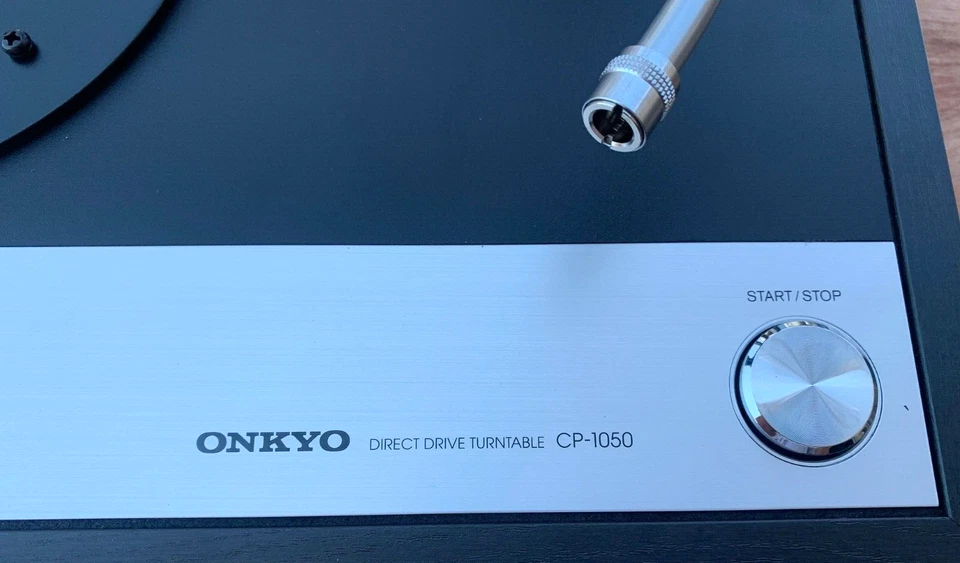 START / STOP
ONKYO DIRECT DRIVE TURNTABLE CP-1050